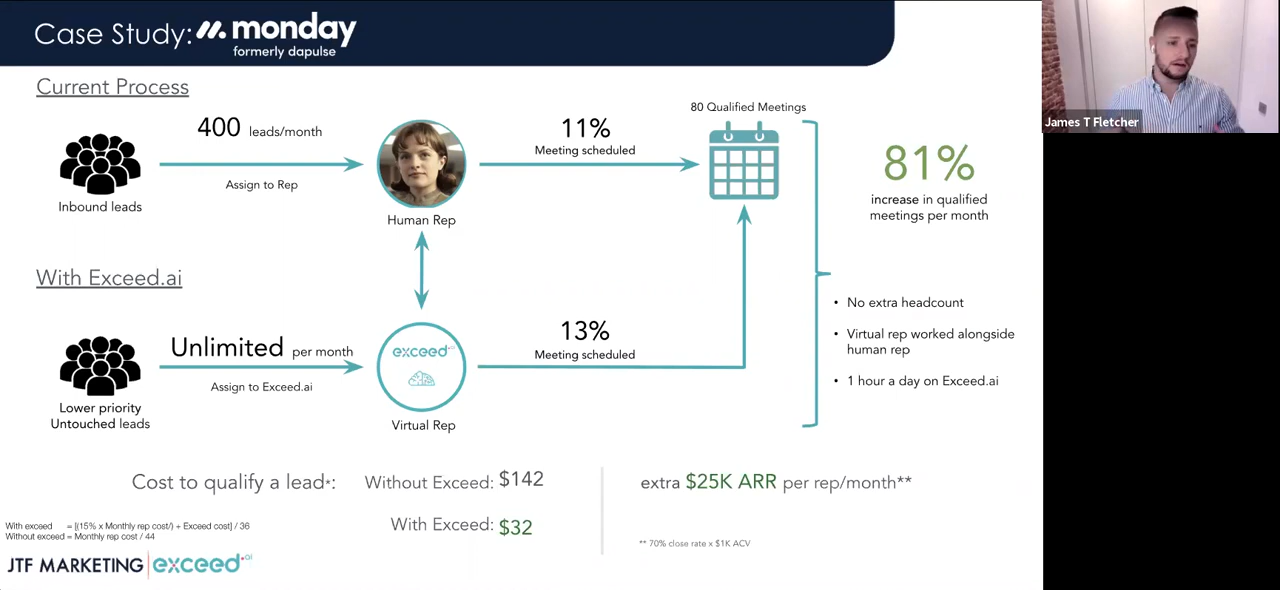 Case Study: monday
formerly dapulse
James T Fletcher
Current Process
400 leads/month
Assign to Rep
Inbound leads
Human Rep
11%
Meeting scheduled
80 Qualified Meetings
81%
increase in qualified
meetings per month
With Exceed.ai
Unlimited per month
Assign to Exceed.ai
Lower priority
Untouched leads
exceed.ai
Virtual Rep
13%
Meeting scheduled
• No extra headcount
• Virtual rep worked alongside
human rep
• 1 hour a day on Exceed.ai
Cost to qualify a lead*:
Without Exceed: $142
With Exceed: $32
extra $25K ARR per rep/month**
** 70% close rate x $1K ACV
With exceed = [(15% x Monthly rep cost/) + Exceed cost] / 36
Without exceed = Monthly rep cost / 44
JTF MARKETING exceed.ai